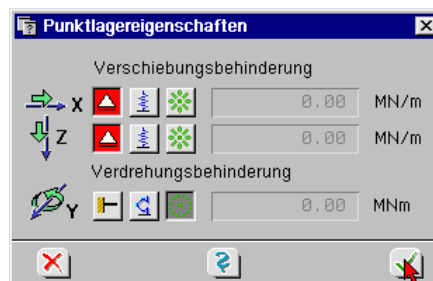 Punktlagereigenschaften
Verschiebungsbehinderung
X 0.00 MN/m
Z 0.00 MN/m
Verdrehungsbehinderung
Y 0.00 MNm